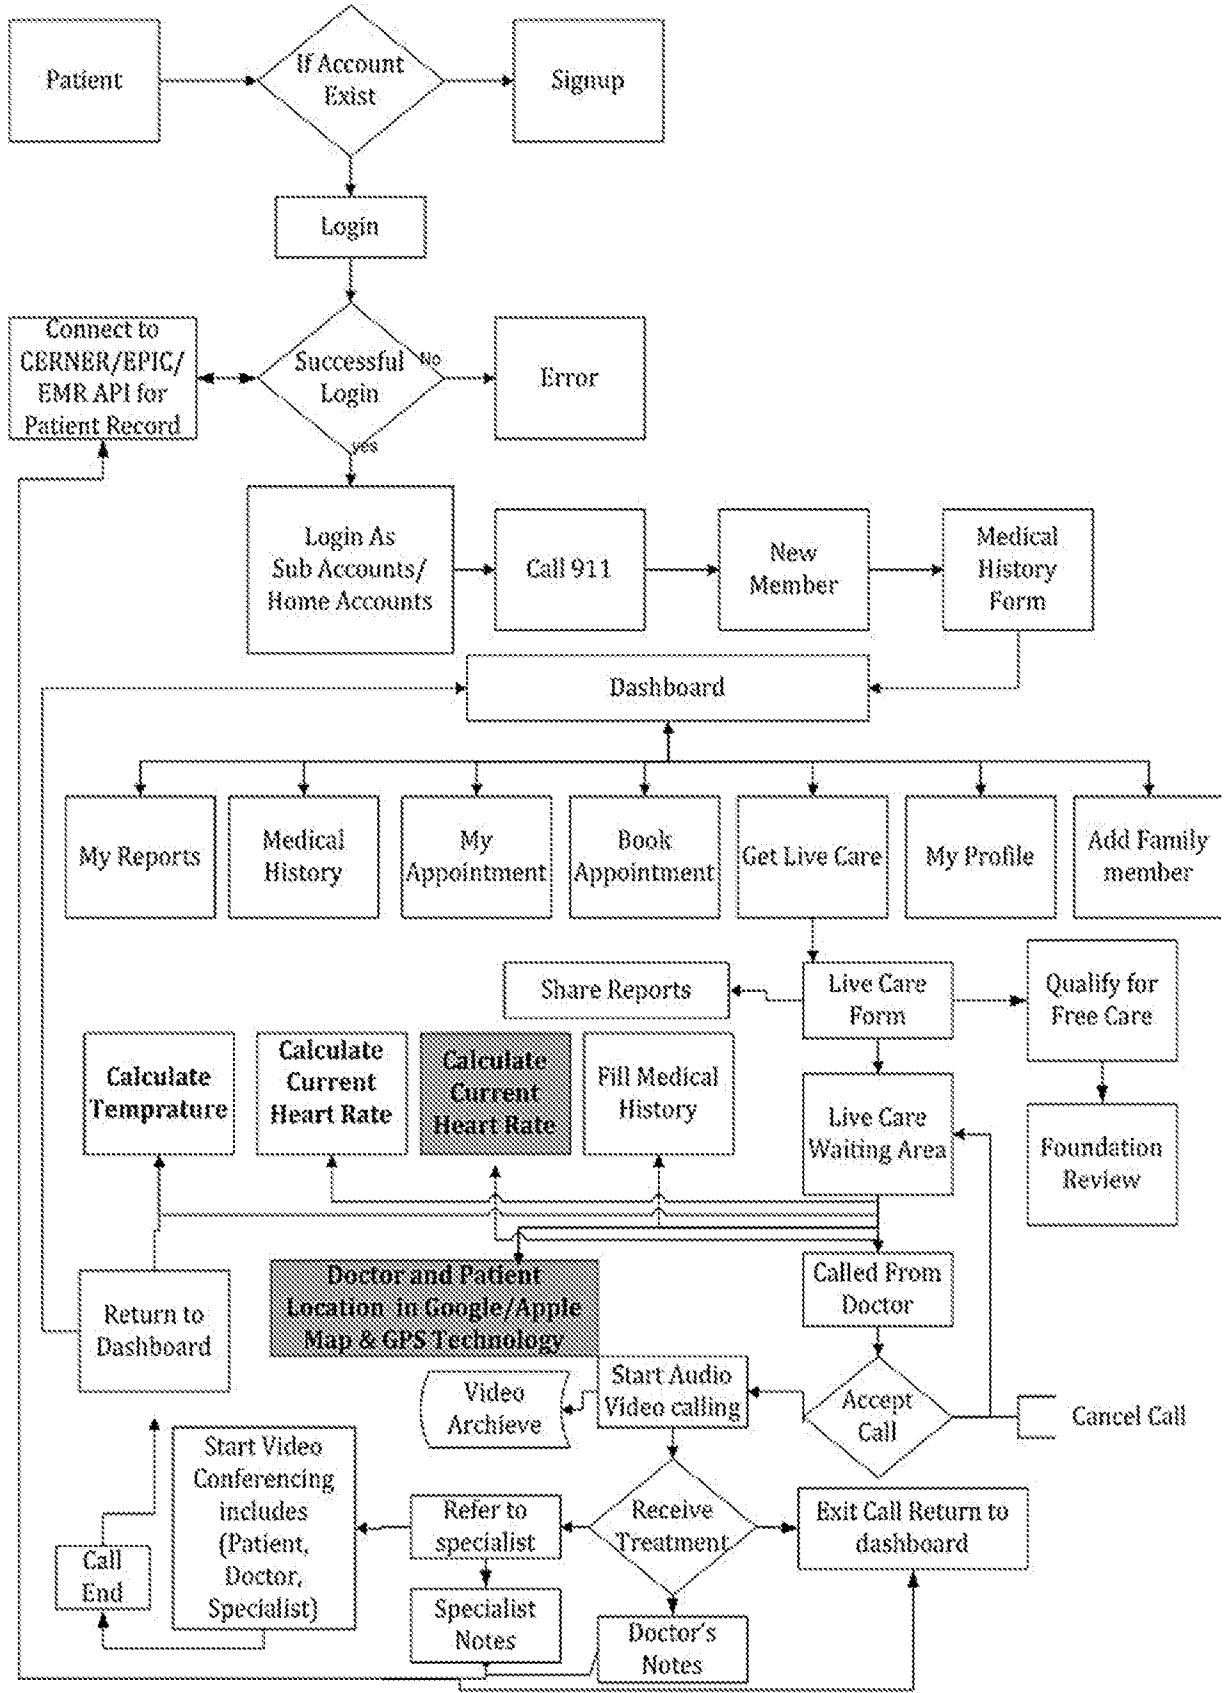 Patient
If Account
Exist
Signup
Login
Connect to
CERNER/EPIC/
EMR API for
Patient Record
Successful
Login
No
yes
Error
Login As
Sub Accounts/
Home Accounts
Call 911
New
Member
Medical
History
Form
Dashboard
My Reports
Medical
History
My
Appointment
Book
Appointment
Get Live Care
My Profile
Add Family
member
Share Reports
Live Care
Form
Qualify for
Free Care
Calculate
Temprature
Calculate
Current
Heart Rate
Calculate
Current
Heart Rate
Fill Medical
History
Live Care
Waiting Area
Foundation
Review
Return to
Dashboard
Doctor and Patient
Location in Google/Apple
Map & GPS Technology
Called From
Doctor
Video
Archieve
Start Audio
Video calling
Accept
Call
Cancel Call
Start Video
Conferencing
includes
(Patient,
Doctor,
Specialist)
Call
End
Refer to
specialist
Receive
Treatment
Exit Call Return to
dashboard
Specialist
Notes
Doctor's
Notes